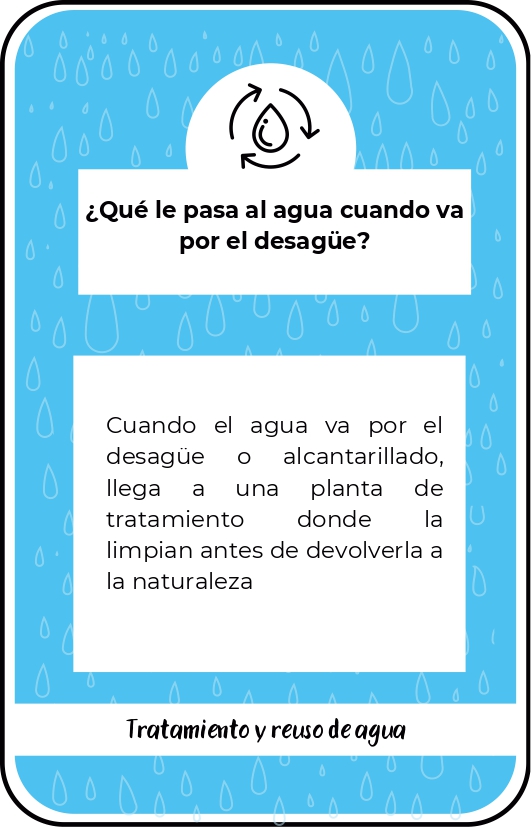 ¿Qué le pasa al agua cuando va
por el desagüe?
Cuando el agua va por el
desagüe o alcantarillado,
llega a una planta de
tratamiento donde la
limpian antes de devolverla a
la naturaleza
Tratamiento y reuso de agua